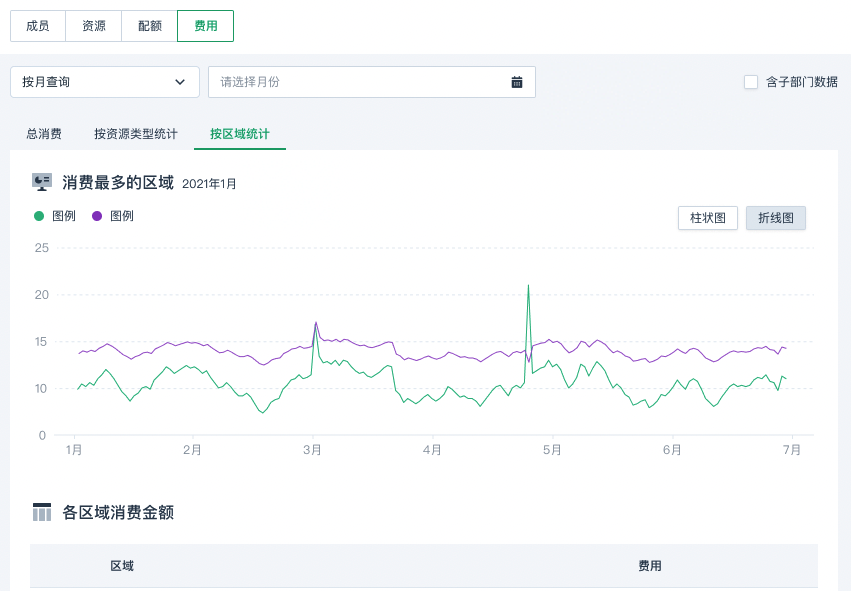 成员 资源 配额 费用
按月查询 请选择月份 含子部门数据
总消费 按资源类型统计 按区域统计
消费最多的区域 2021年1月
图例 图例 柱状图 折线图
25
20
15
10
0
1月 2月 3月 4月 5月 6月 7月
各区域消费金额
区域 费用